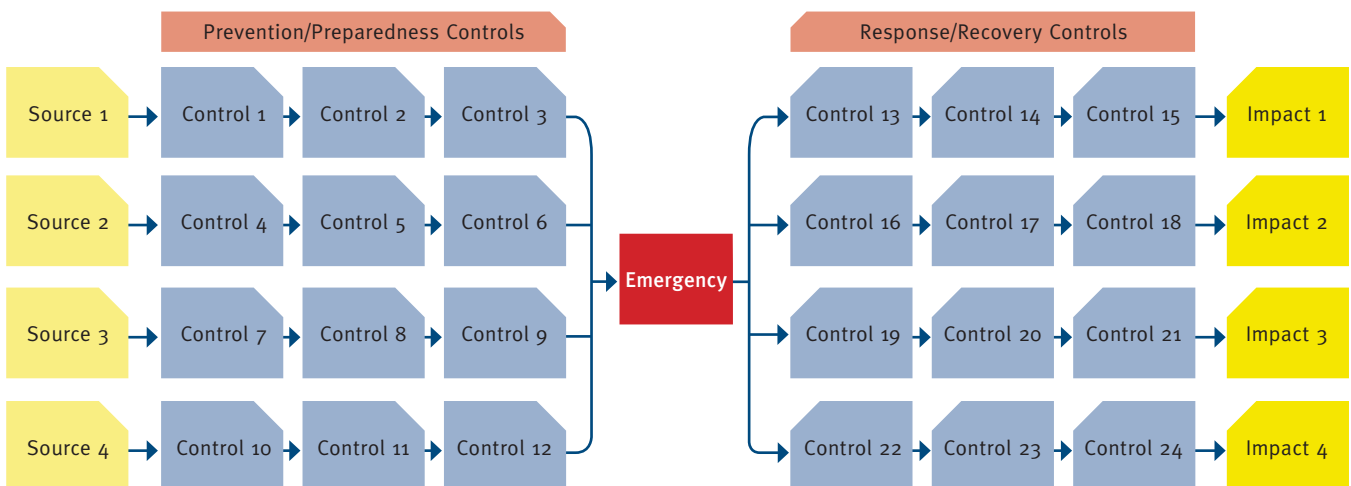 Prevention/Preparedness Controls
Response/Recovery Controls
Source 1
Control 1
Control 2
Control 3
Control 13
Control 14
Control 15
Impact 1
Source 2
Control 4
Control 5
Control 6
Control 16
Control 17
Control 18
Impact 2
Emergency
Source 3
Control 7
Control 8
Control 9
Control 19
Control 20
Control 21
Impact 3
Source 4
Control 10
Control 11
Control 12
Control 22
Control 23
Control 24
Impact 4